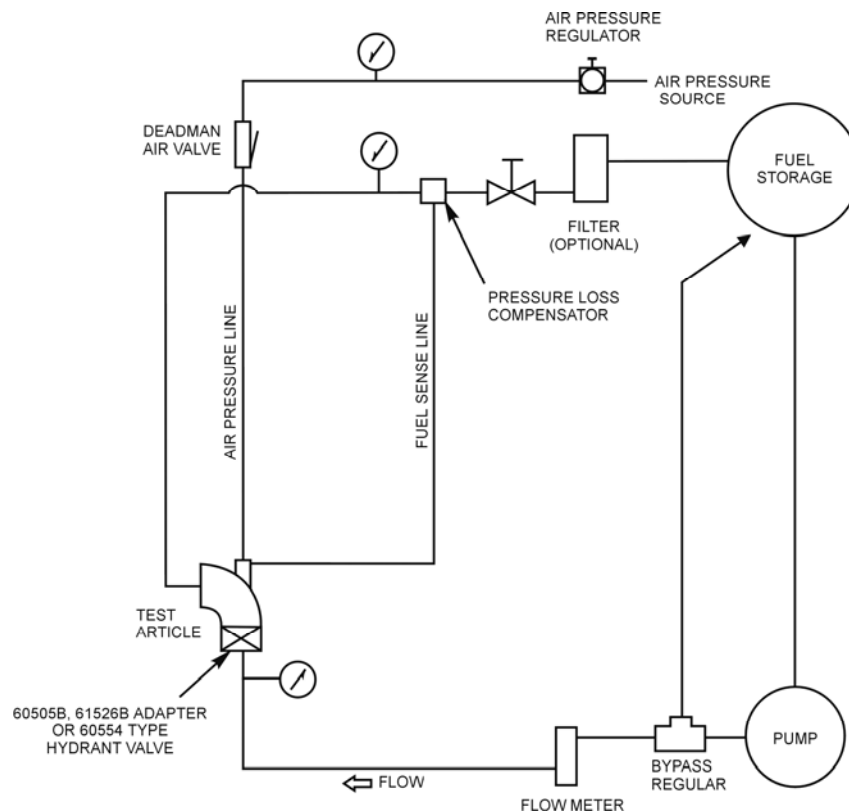 AIR PRESSURE
REGULATOR
AIR PRESSURE
SOURCE
DEADMAN
AIR VALVE
FUEL
STORAGE
FILTER
(OPTIONAL)
PRESSURE LOSS
COMPENSATOR
AIR PRESSURE LINE
FUEL SENSE LINE
TEST
ARTICLE
60505B, 61526B ADAPTER
OR 60554 TYPE
HYDRANT VALVE
FLOW
FLOW METER
BYPASS
REGULAR
PUMP